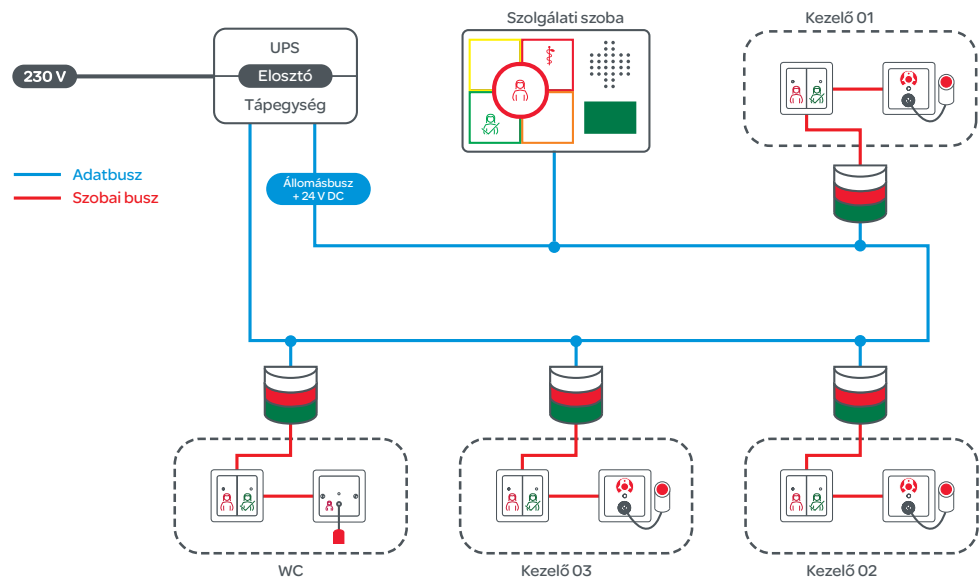 Szolgálati szoba
Kezelő 01
UPS
230 V
Elosztó
Tápegység
Adatbusz
Szobai busz
Állomásbusz
+ 24 V DC
WC
Kezelő 03
Kezelő 02